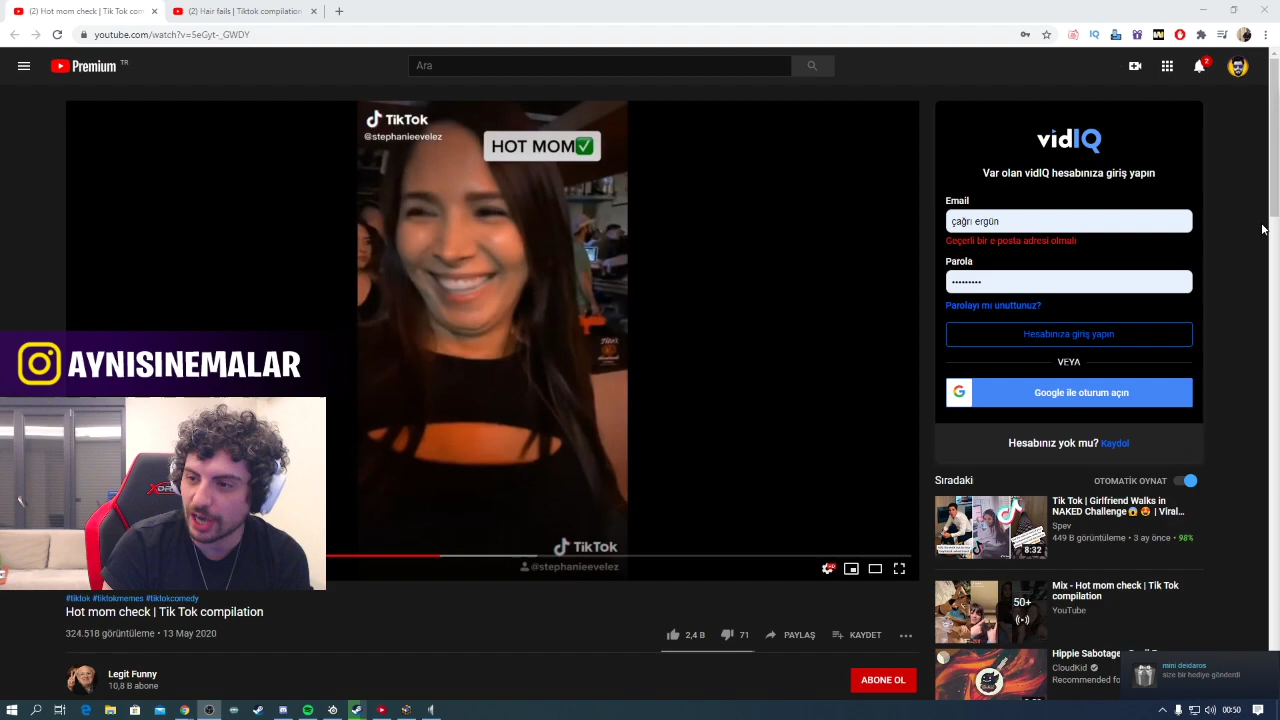 (2) Hot mom check | Tik Tok com
(2) Hair fails | Tiktok compilation
youtube.com/watch?v=5eGyt-_GWDY
Premium TR
Ara
2
TikTok
@stephanieevelez
HOT MOM✅
TikTok
@stephanieevelez
AYNISINEMALAR
vidIQ
Var olan vidIQ hesabınıza giriş yapın
Email
çağrı ergün
Geçerli bir e-posta adresi olmalı
Parola
•••••••••
Parolayı mı unuttunuz?
Hesabınıza giriş yapın
VEYA
Google ile oturum açın
Hesabınız yok mu? Kaydol
Sıradaki
OTOMATİK OYNAT
Tik Tok | Girlfriend Walks in
NAKED Challenge😱 🤩 | Viral...
Spev
449 B görüntüleme • 3 ay önce • 98%
8:32
Mix - Hot mom check | Tik Tok
compilation
YouTube
50+
Hippie Sabotage
CloudKid
Recommended fo
mini deidaros
size bir hediye gönderdi
#tiktok #tiktokmemes #tiktokcomedy
Hot mom check | Tik Tok compilation
324.518 görüntüleme • 13 May 2020
2,4 B
71
PAYLAŞ
KAYDET
Legit Funny
10,8 B abone
ABONE OL
00:50